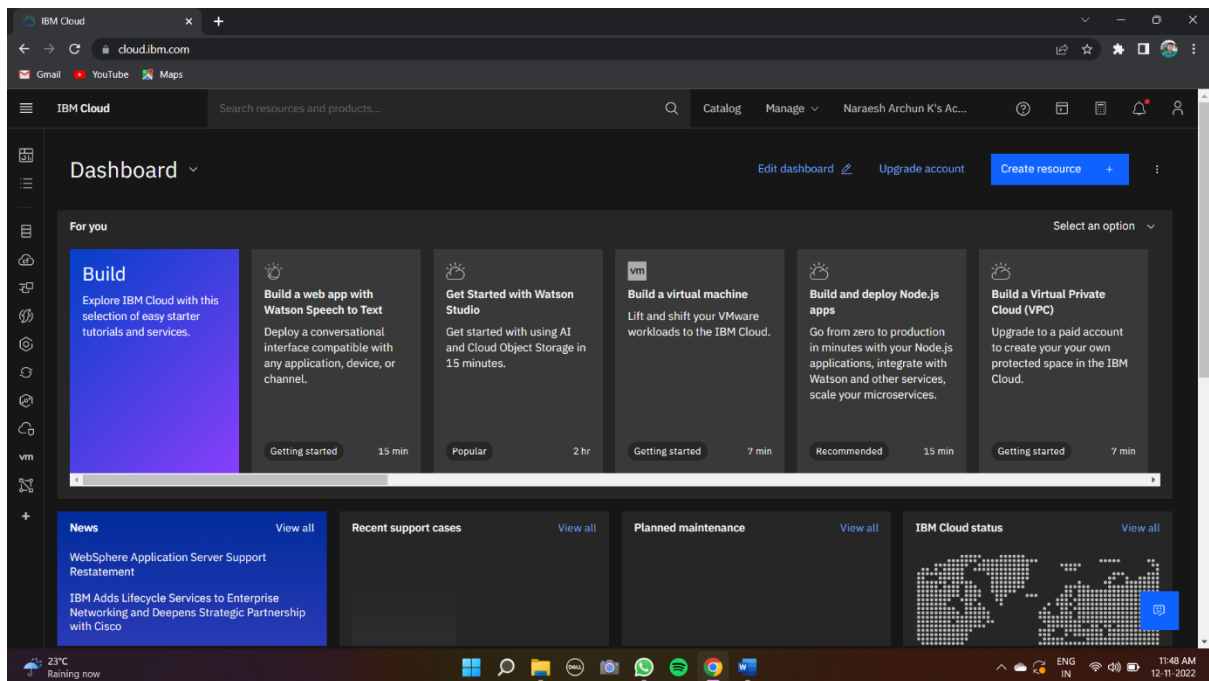 IBM Cloud
cloud.ibm.com
Gmail YouTube Maps
IBM Cloud Search resources and products... Catalog Manage Naraesh Archun K's Ac...
Dashboard Edit dashboard Upgrade account Create resource +
For you Select an option
Build
Explore IBM Cloud with this
selection of easy starter
tutorials and services.
Build a web app with
Watson Speech to Text
Deploy a conversational
interface compatible with
any application, device, or
channel.
Getting started 15 min
Get Started with Watson
Studio
Get started with using AI
and Cloud Object Storage in
15 minutes.
Popular 2 hr
vm
Build a virtual machine
Lift and shift your VMware
workloads to the IBM Cloud.
Getting started 7 min
Build and deploy Node.js
apps
Go from zero to production
in minutes with your Node.js
applications, integrate with
Watson and other services,
scale your microservices.
Recommended 15 min
Build a Virtual Private
Cloud (VPC)
Upgrade to a paid account
to create your your own
protected space in the IBM
Cloud.
Getting started 7 min
vm
News View all
WebSphere Application Server Support
Restatement
IBM Adds Lifecycle Services to Enterprise
Networking and Deepens Strategic Partnership
with Cisco
Recent support cases View all
Planned maintenance View all
IBM Cloud status View all
23°C
Raining now
DELL
W
ENG
IN
11:48 AM
12-11-2022